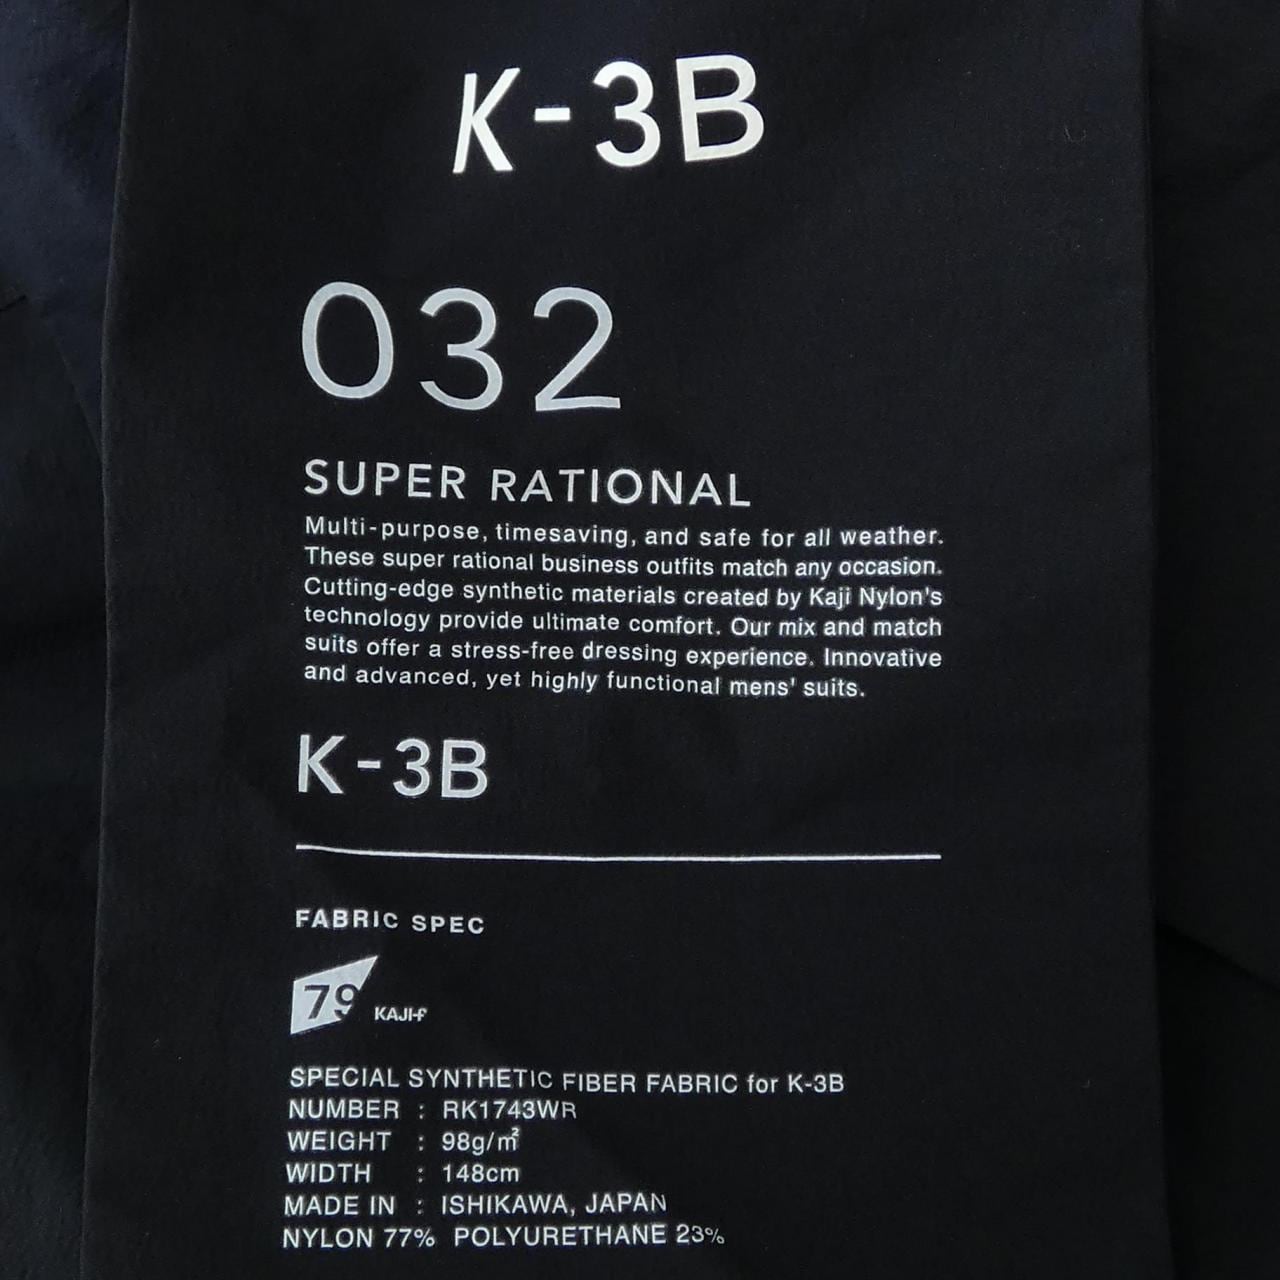 K-3B
032
SUPER RATIONAL
Multi-purpose, timesaving, and safe for all weather.
These super rational business outfits match any occasion.
Cutting-edge synthetic materials created by Kaji Nylon's
technology provide ultimate comfort. Our mix and match
suits offer a stress-free dressing experience. Innovative
and advanced, yet highly functional mens' suits.
K-3B
FABRIC SPEC
79 KAJI-f
SPECIAL SYNTHETIC FIBER FABRIC for K-3B
NUMBER : RK1743WR
WEIGHT : 98g/㎡
WIDTH : 148cm
MADE IN : ISHIKAWA, JAPAN
NYLON 77% POLYURETHANE 23%